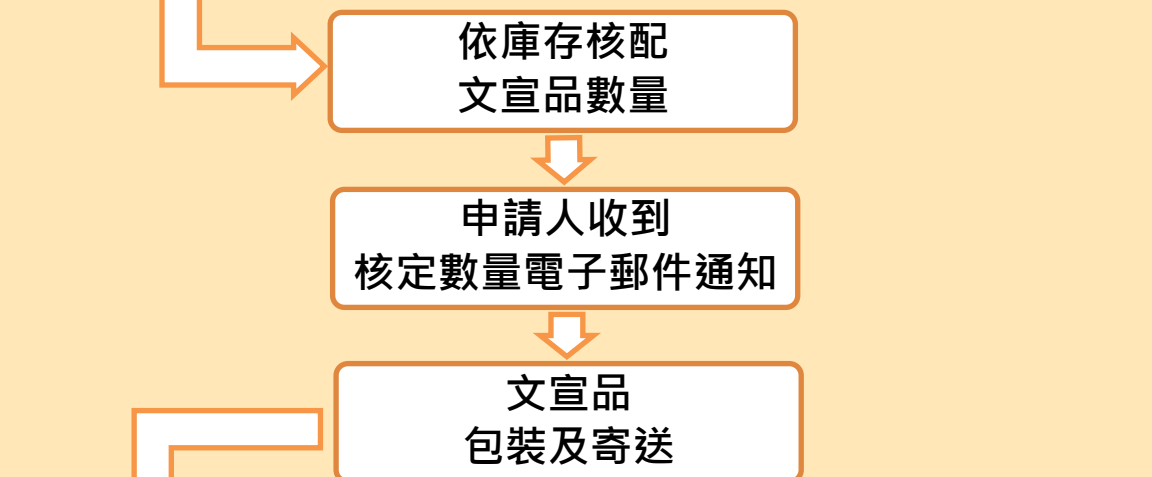 依庫存核配
文宣品數量
申請人收到
核定數量電子郵件通知
文宣品
包裝及寄送